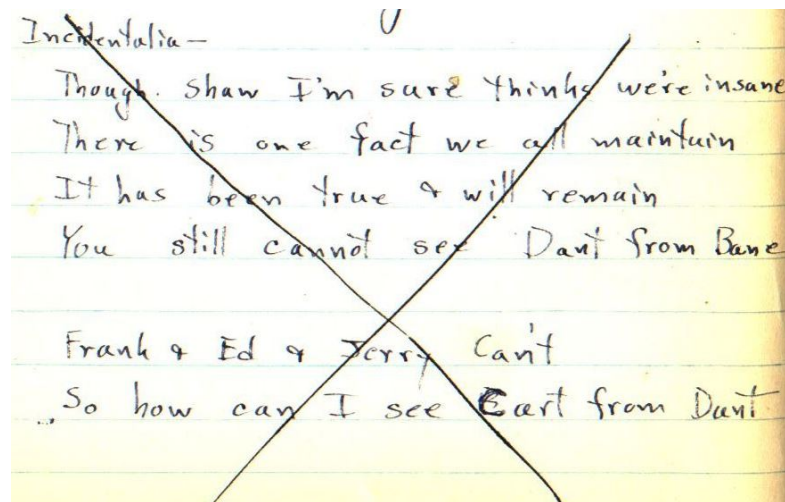 Incidentalia —
Though. Shaw I'm sure thinks we're insane
There is one fact we all maintain
It has been true & will remain
You still cannot see Dant from Bane
Frank & Ed & Jerry Can't
So how can I see Cart from Dant